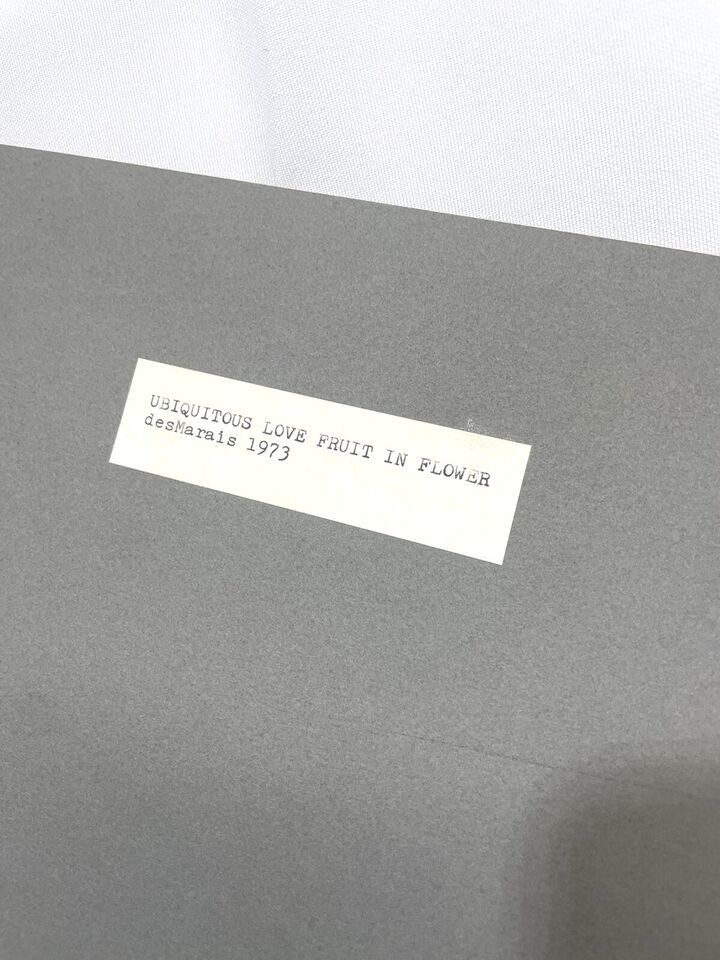 UBIQUITOUS LOVE FRUIT IN FLOWER
desMarais 1973